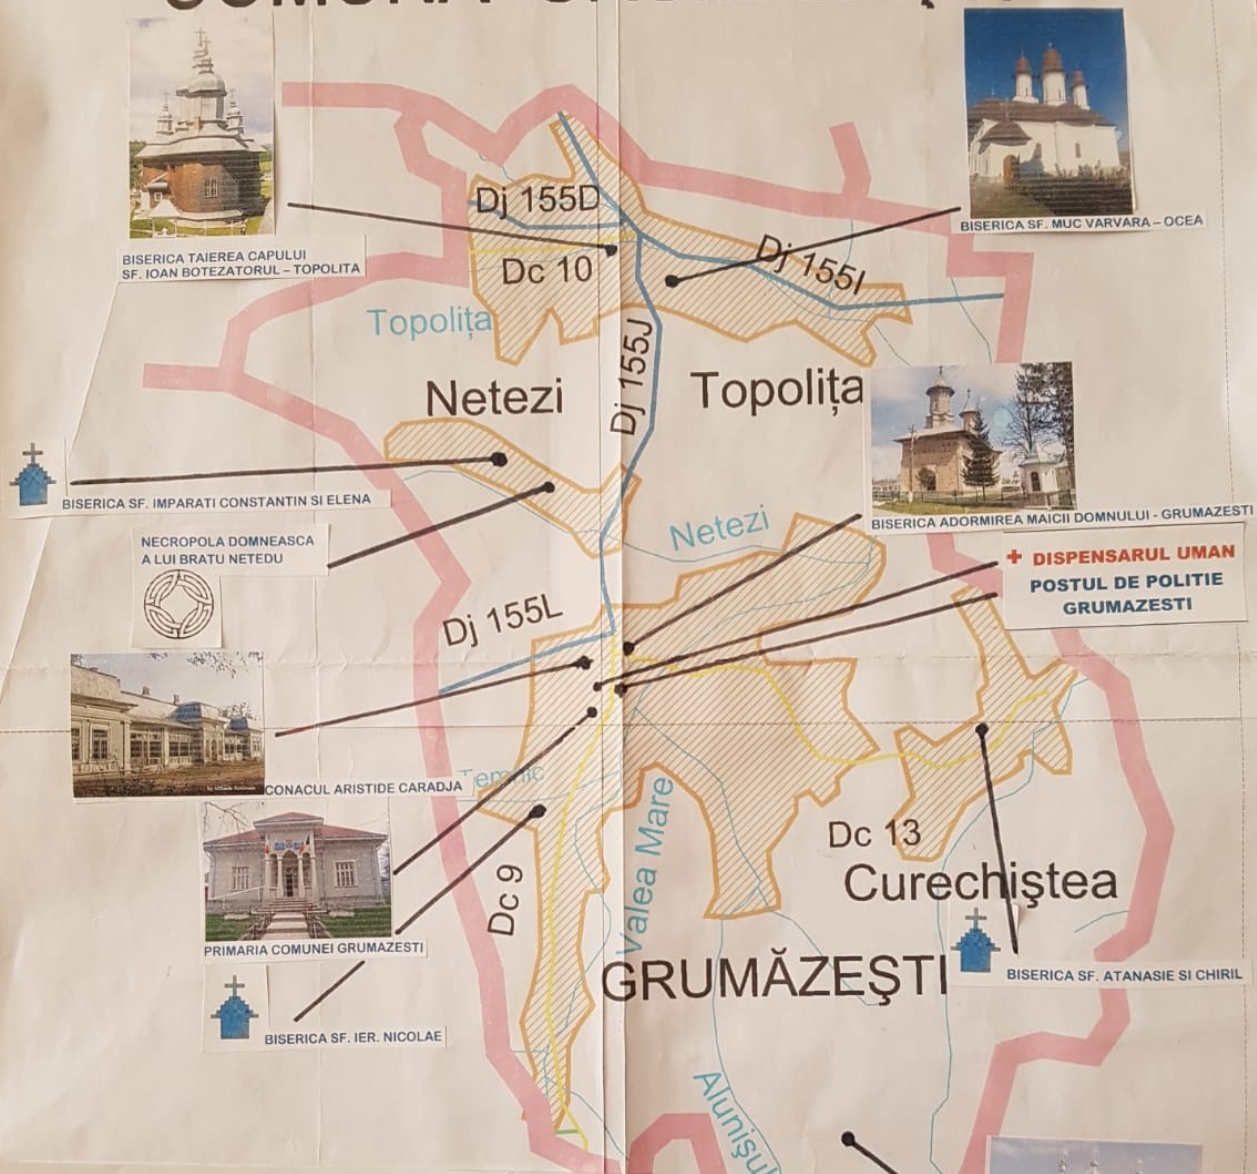 COMUNA
Dj 155D
BISERICA SF. MUC VARVARA – OCEA
Dj 155I
BISERICA TAIEREA CAPULUI
SF. IOAN BOTEZATORUL – TOPOLITA
Dc 10
Topolița
Dj 155J
Netezi
Topolița
BISERICA SF. IMPARATI CONSTANTIN SI ELENA
BISERICA ADORMIREA MAICII DOMNULUI - GRUMAZESTI
NECROPOLA DOMNEASCA
A LUI BRATU NETEDU
Netezi
+ DISPENSARUL UMAN
POSTUL DE POLITIE
GRUMAZESTI
Dj 155L
CONACUL ARISTIDE CARADJA
Temnic
Valea Mare
Dc 13
Dc 9
Curechiştea
PRIMARIA COMUNEI GRUMAZESTI
GRUMĂZEŞTI
BISERICA SF. ATANASIE SI CHIRIL
BISERICA SF. IER. NICOLAE
Alunişul